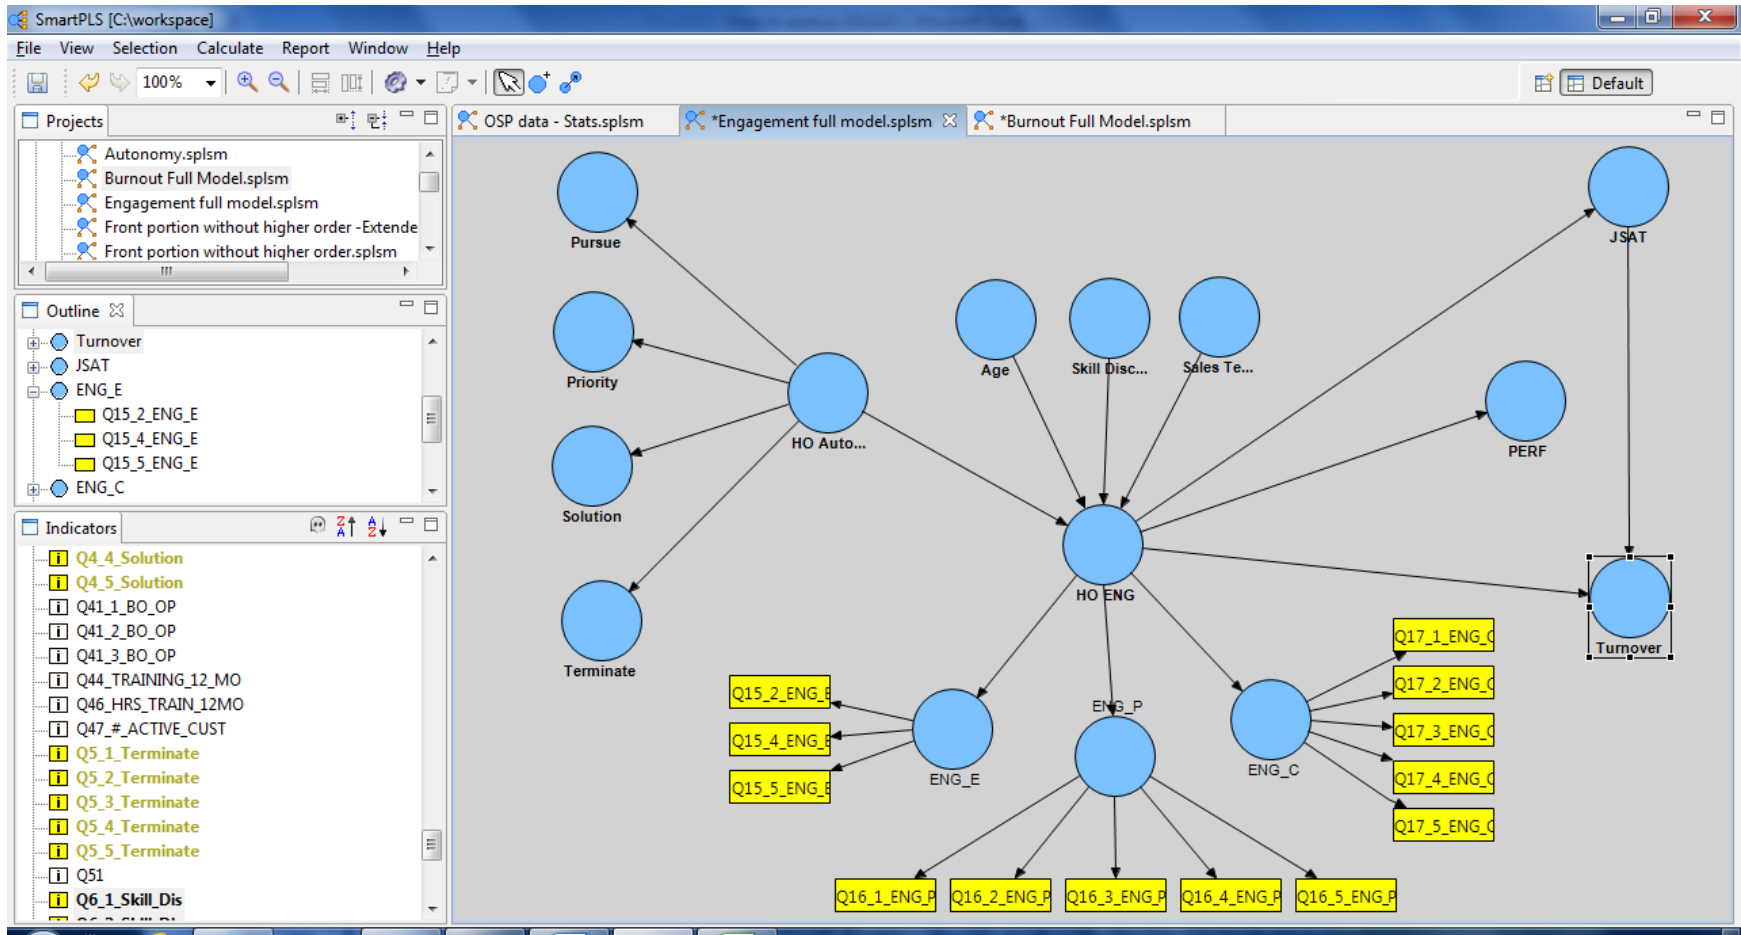 SmartPLS [C:\workspace]
File View Selection Calculate Report Window Help
100%
Default
Projects
Autonomy.splsm
Burnout Full Model.splsm
Engagement full model.splsm
Front portion without higher order -Extende
Front portion without higher order.splsm
Outline
Turnover
JSAT
ENG_E
Q15_2_ENG_E
Q15_4_ENG_E
Q15_5_ENG_E
ENG_C
Indicators
Q4_4_Solution
Q4_5_Solution
Q41_1_BO_OP
Q41_2_BO_OP
Q41_3_BO_OP
Q44_TRAINING_12_MO
Q46_HRS_TRAIN_12MO
Q47_#_ACTIVE_CUST
Q5_1_Terminate
Q5_2_Terminate
Q5_3_Terminate
Q5_4_Terminate
Q5_5_Terminate
Q51
Q6_1_Skill_Dis
OSP data - Stats.splsm
*Engagement full model.splsm
*Burnout Full Model.splsm
Pursue
JSAT
Age
Skill Disc...
Sales Te...
Priority
HO Auto...
PERF
Solution
HO ENG
Terminate
Turnover
Q17_1_ENG_C
Q17_2_ENG_C
Q17_3_ENG_C
Q17_4_ENG_C
Q17_5_ENG_C
Q15_2_ENG_E
Q15_4_ENG_E
Q15_5_ENG_E
ENG_P
ENG_E
ENG_C
Q16_1_ENG_P
Q16_2_ENG_P
Q16_3_ENG_P
Q16_4_ENG_P
Q16_5_ENG_P